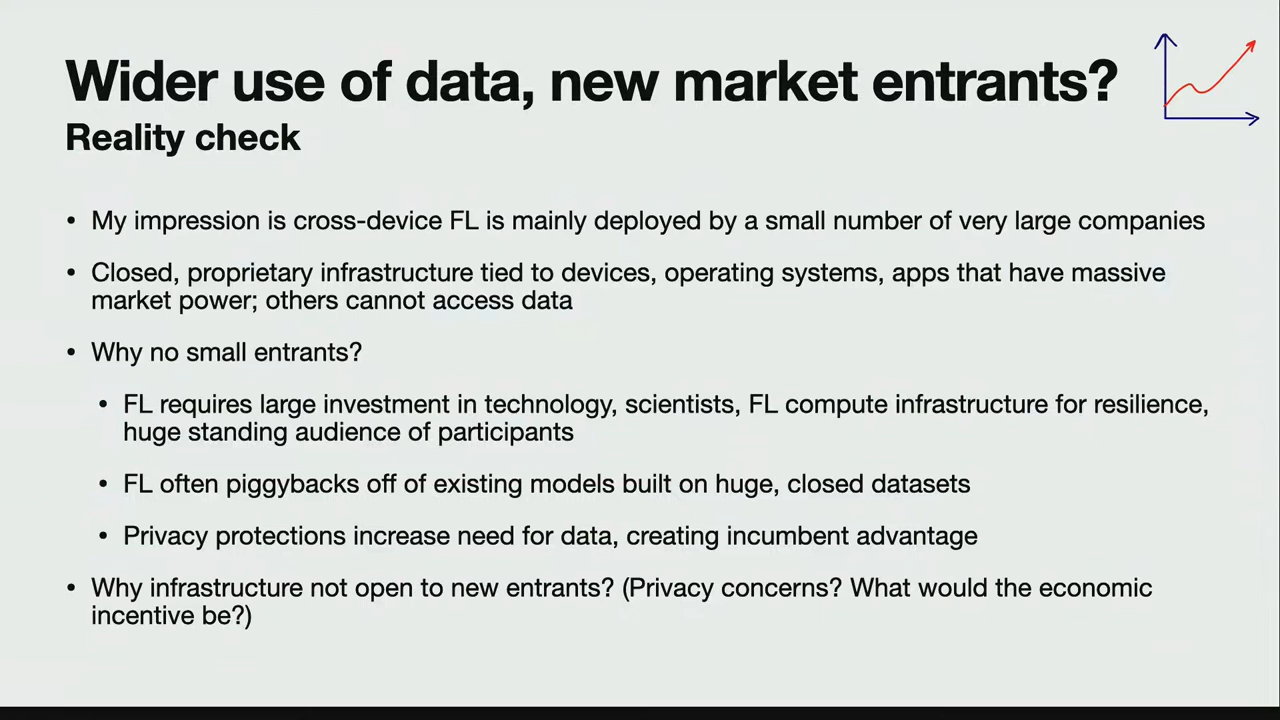 Wider use of data, new market entrants?
Reality check
• My impression is cross-device FL is mainly deployed by a small number of very large companies
• Closed, proprietary infrastructure tied to devices, operating systems, apps that have massive
market power; others cannot access data
• Why no small entrants?
• FL requires large investment in technology, scientists, FL compute infrastructure for resilience,
huge standing audience of participants
• FL often piggybacks off of existing models built on huge, closed datasets
• Privacy protections increase need for data, creating incumbent advantage
• Why infrastructure not open to new entrants? (Privacy concerns? What would the economic
incentive be?)